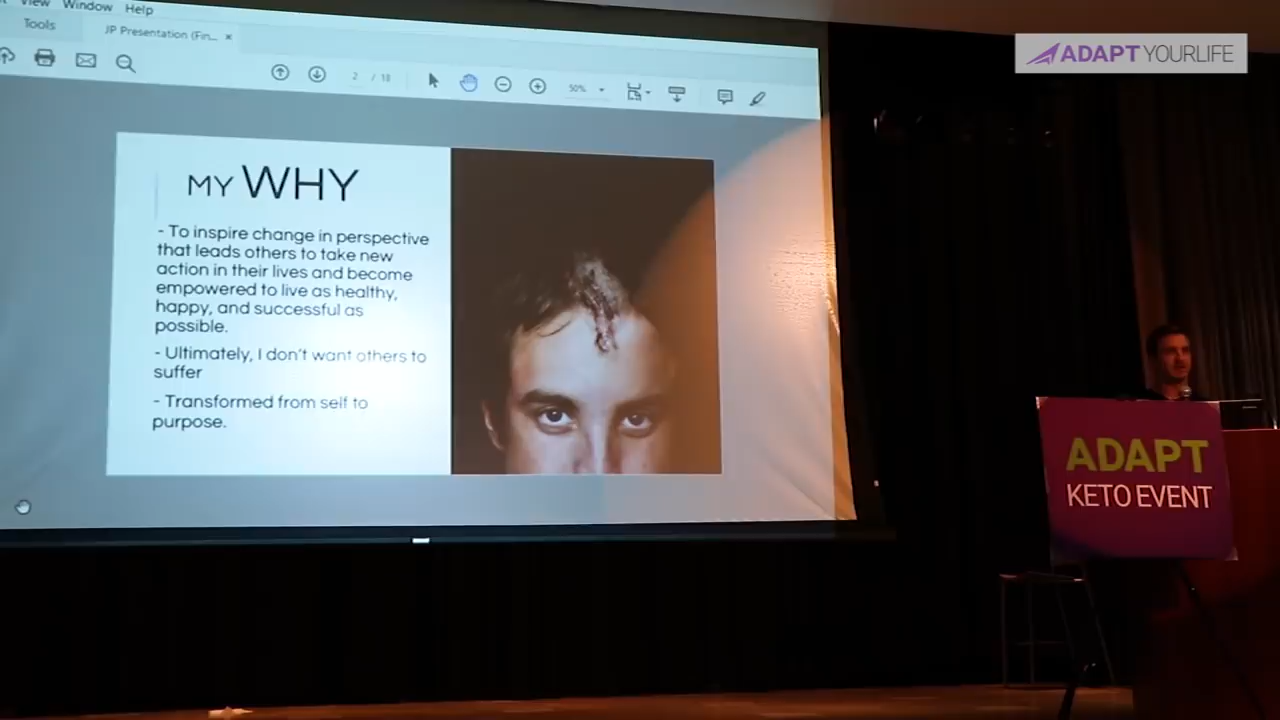 View Window Help
Tools
JP Presentation (Fin... ×
2 / 18
50%
ADAPT YOURLIFE
MY WHY
- To inspire change in perspective
that leads others to take new
action in their lives and become
empowered to live as healthy,
happy, and successful as
possible.
- Ultimately, I don't want others to
suffer
- Transformed from self to
purpose.
ADAPT
KETO EVENT